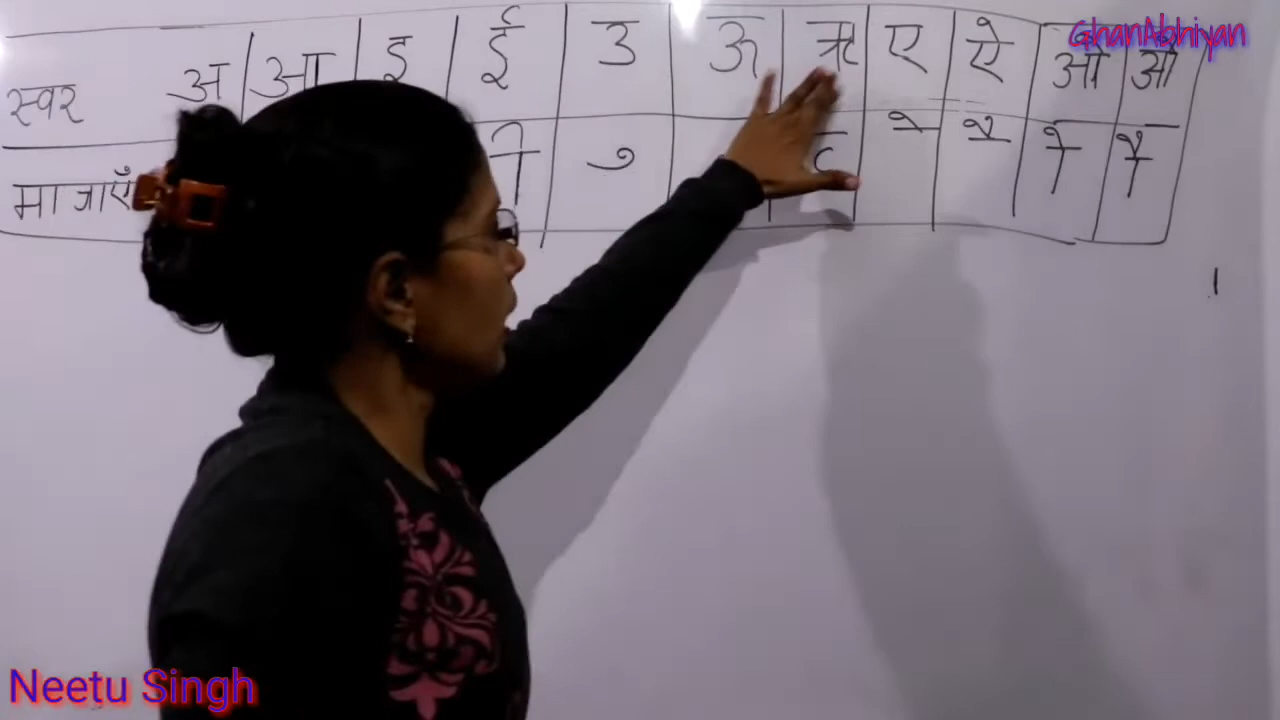 GhanAbhiyan
स्वर अ आ इ ई उ ऊ ऋ ए ऐ ओ औ
मात्राएँ ी ु ृ े ै ो ौ
Neetu Singh